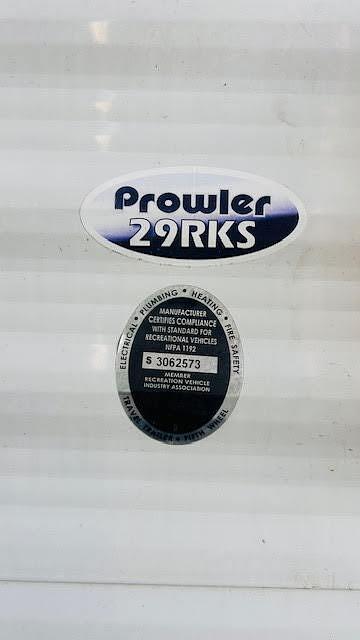 Prowler
29RKS
ELECTRICAL • PLUMBING • HEATING • FIRE SAFETY
MANUFACTURER
CERTIFIES COMPLIANCE
WITH STANDARD FOR
RECREATIONAL VEHICLES
NFPA 1192
S 3062573
MEMBER
RECREATION VEHICLE
INDUSTRY ASSOCIATION
TRAVEL TRAILER • FIFTH WHEEL